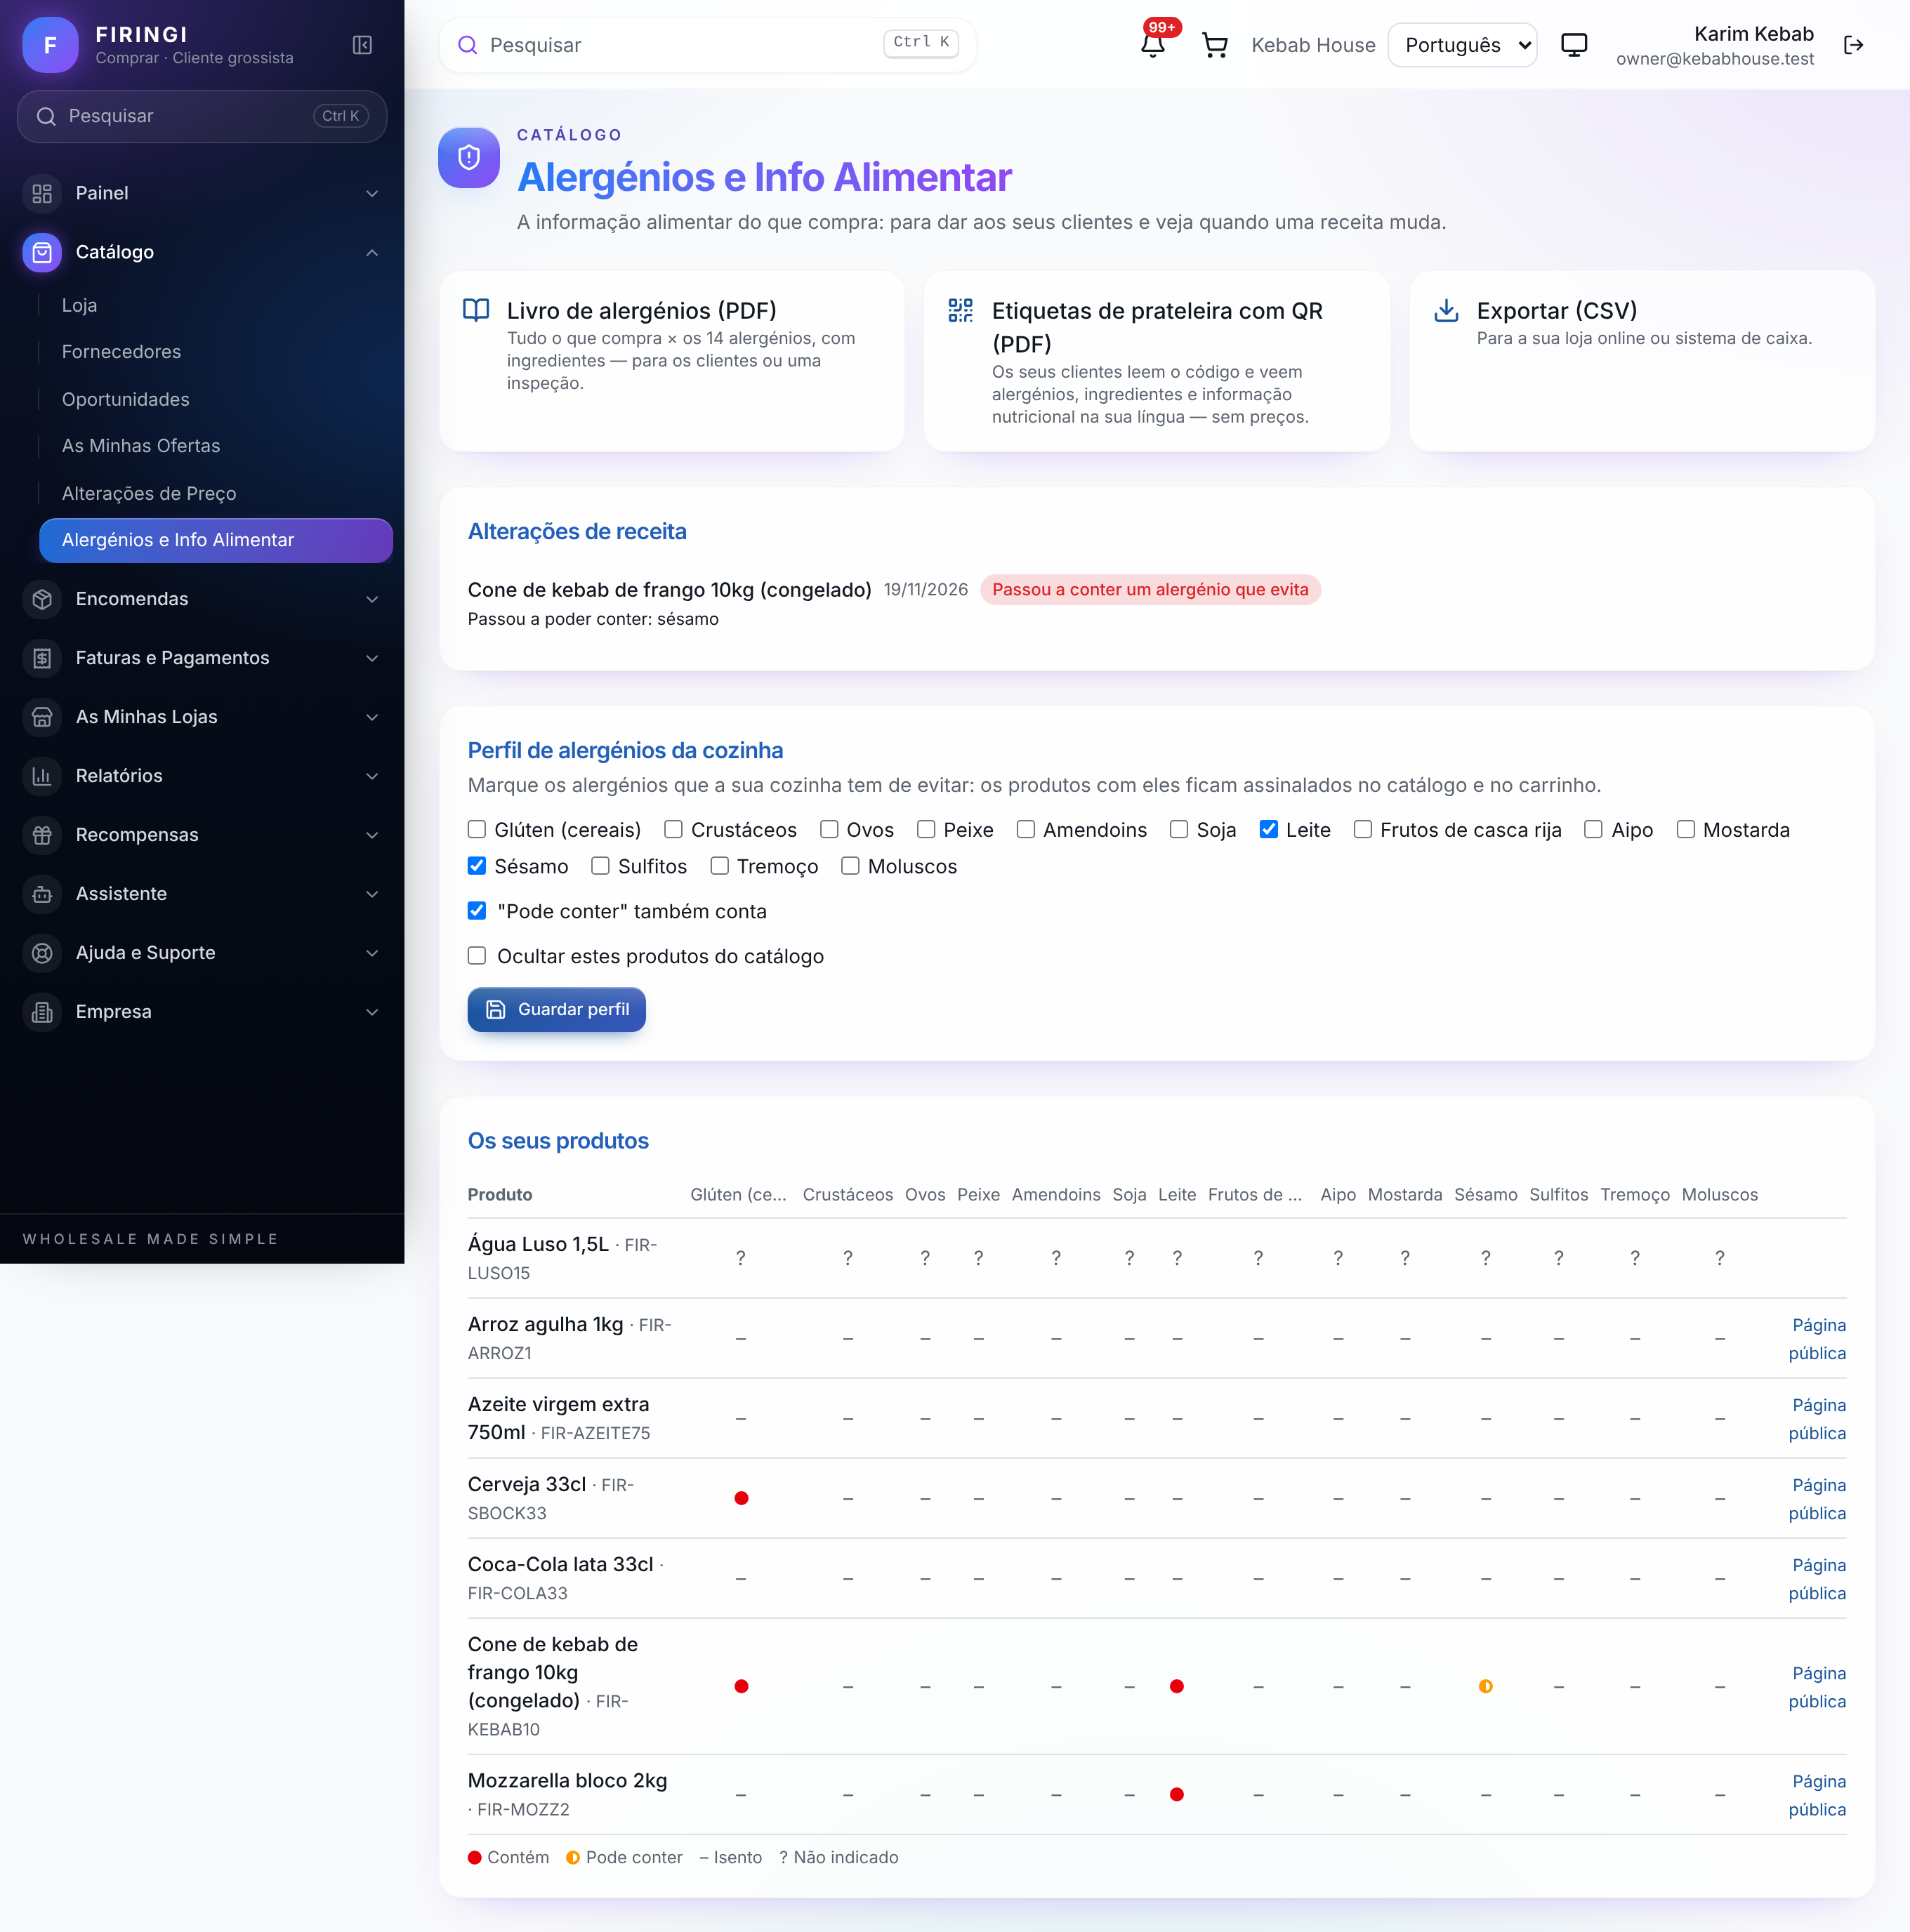 F
FIRINGI
Comprar · Cliente grossista
Pesquisar
Ctrl K
Painel
Catálogo
Loja
Fornecedores
Oportunidades
As Minhas Ofertas
Alterações de Preço
Alergénios e Info Alimentar
Encomendas
Faturas e Pagamentos
As Minhas Lojas
Relatórios
Recompensas
Assistente
Ajuda e Suporte
Empresa
WHOLESALE MADE SIMPLE
Pesquisar
Ctrl K
99+
Kebab House
Português
Karim Kebab
owner@kebabhouse.test
CATÁLOGO
Alergénios e Info Alimentar
A informação alimentar do que compra: para dar aos seus clientes e veja quando uma receita muda.
Livro de alergénios (PDF)
Tudo o que compra × os 14 alergénios, com
ingredientes — para os clientes ou uma
inspeção.
Etiquetas de prateleira com QR
(PDF)
Os seus clientes leem o código e veem
alergénios, ingredientes e informação
nutricional na sua língua — sem preços.
Exportar (CSV)
Para a sua loja online ou sistema de caixa.
Alterações de receita
Cone de kebab de frango 10kg (congelado) 19/11/2026 Passou a conter um alergénio que evita
Passou a poder conter: sésamo
Perfil de alergénios da cozinha
Marque os alergénios que a sua cozinha tem de evitar: os produtos com eles ficam assinalados no catálogo e no carrinho.
Glúten (cereais) Crustáceos Ovos Peixe Amendoins Soja Leite Frutos de casca rija Aipo Mostarda
Sésamo Sulfitos Tremoço Moluscos
"Pode conter" também conta
Ocultar estes produtos do catálogo
Guardar perfil
Os seus produtos
Produto Glúten (ce... Crustáceos Ovos Peixe Amendoins Soja Leite Frutos de ... Aipo Mostarda Sésamo Sulfitos Tremoço Moluscos
Água Luso 1,5L · FIR-
LUSO15
? ? ? ? ? ? ? ? ? ? ? ? ? ?
Arroz agulha 1kg · FIR-
ARROZ1
– – – – – – – – – – – – – –
Página
pública
Azeite virgem extra
750ml · FIR-AZEITE75
– – – – – – – – – – – – – –
Página
pública
Cerveja 33cl · FIR-
SBOCK33
– – – – – – – – – – – – –
Página
pública
Coca-Cola lata 33cl ·
FIR-COLA33
– – – – – – – – – – – – – –
Página
pública
Cone de kebab de
frango 10kg
(congelado) · FIR-
KEBAB10
– – – – – – – – – – –
Página
pública
Mozzarella bloco 2kg
· FIR-MOZZ2
– – – – – – – – – – – – –
Página
pública
Contém Pode conter – Isento ? Não indicado